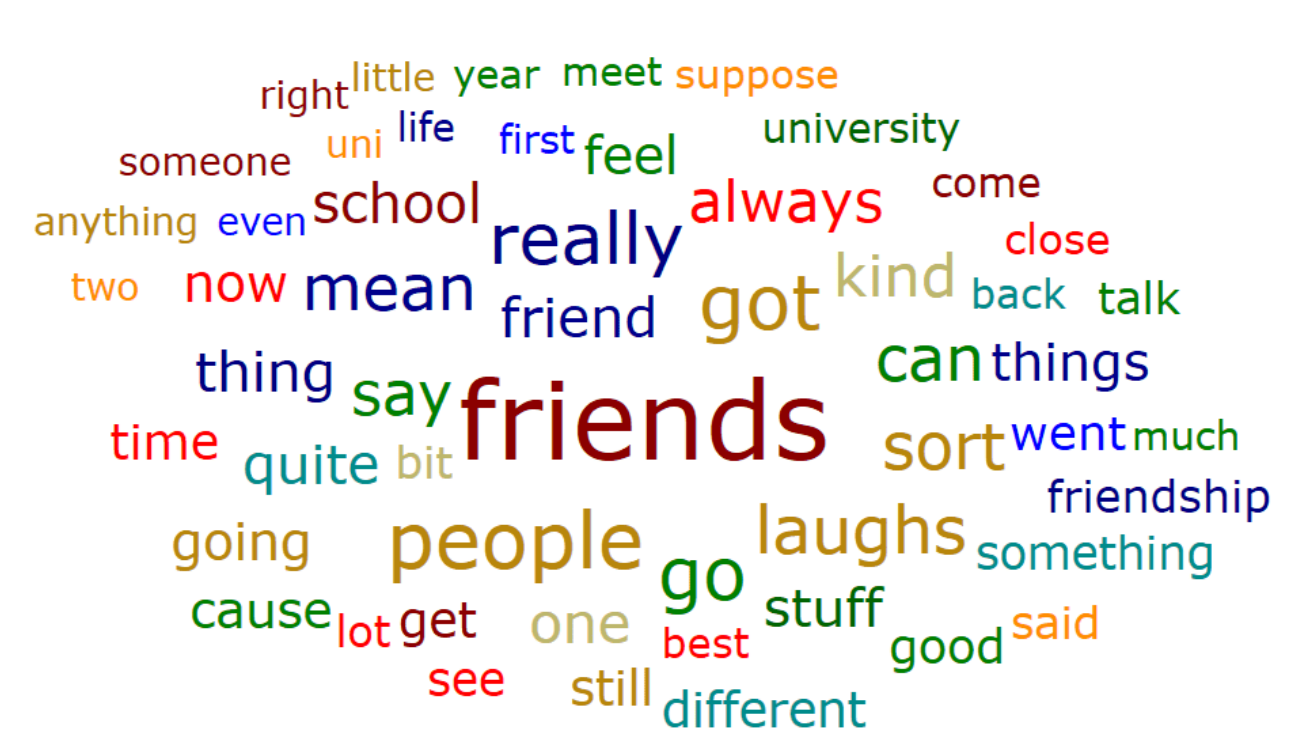 right little year meet suppose
uni life first feel university
someone school always come
anything even really close
two now mean friend got kind back talk
thing say friends can things
time quite bit sort went much
going people laughs friendship
go something
cause lot get one best stuff good said
see still different